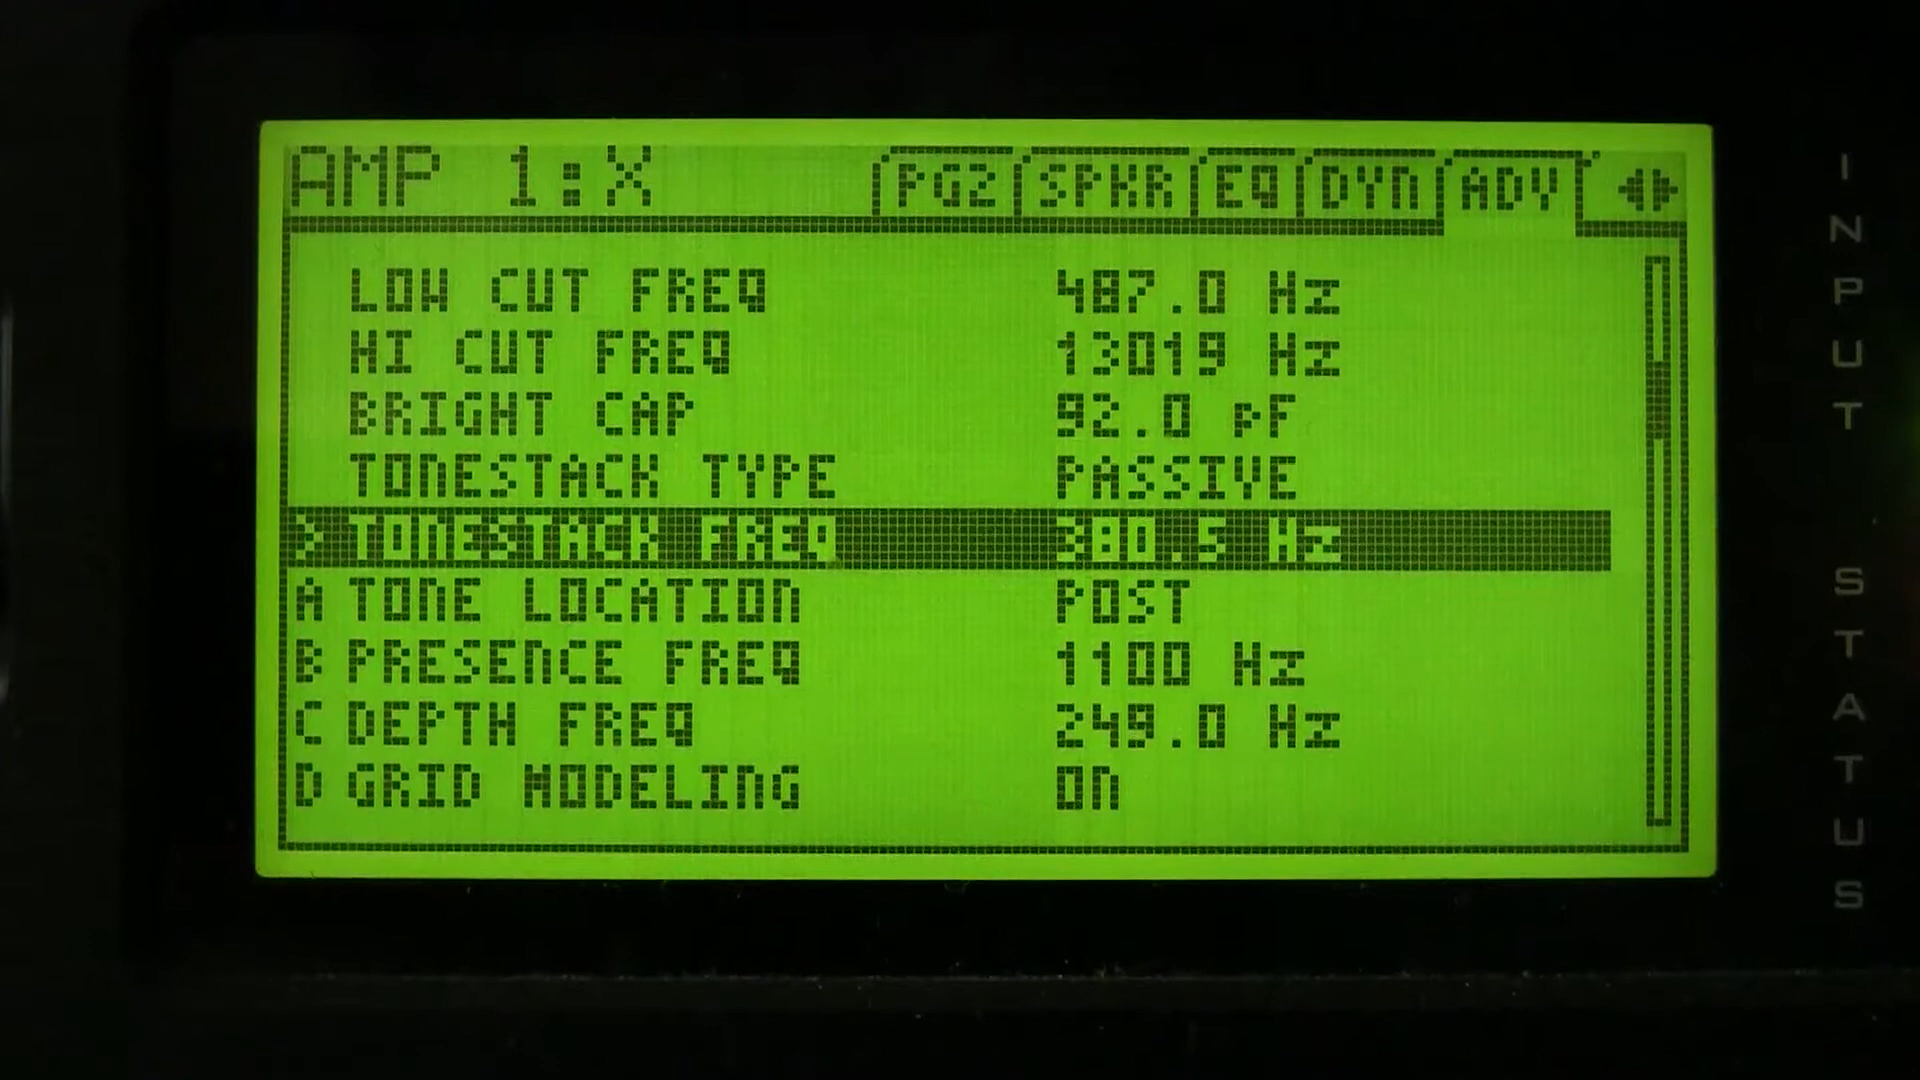 AMP 1:X PG2 SPKR EQ DYN ADV
LOW CUT FREQ 487.0 Hz
HI CUT FREQ 13019 Hz
BRIGHT CAP 92.0 pF
TONESTACK TYPE PASSIVE
> TONESTACK FREQ 380.5 Hz
A TONE LOCATION POST
B PRESENCE FREQ 1100 Hz
C DEPTH FREQ 249.0 Hz
D GRID MODELING ON
INPUT STATUS